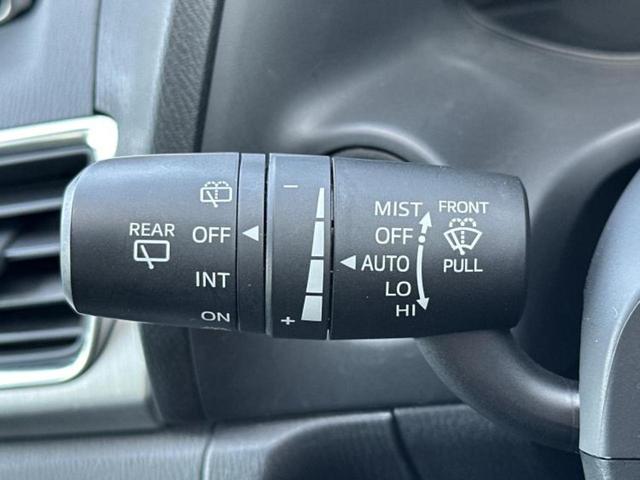 REAR
OFF
INT
ON
−
+
MIST
OFF
AUTO
LO
HI
FRONT
PULL